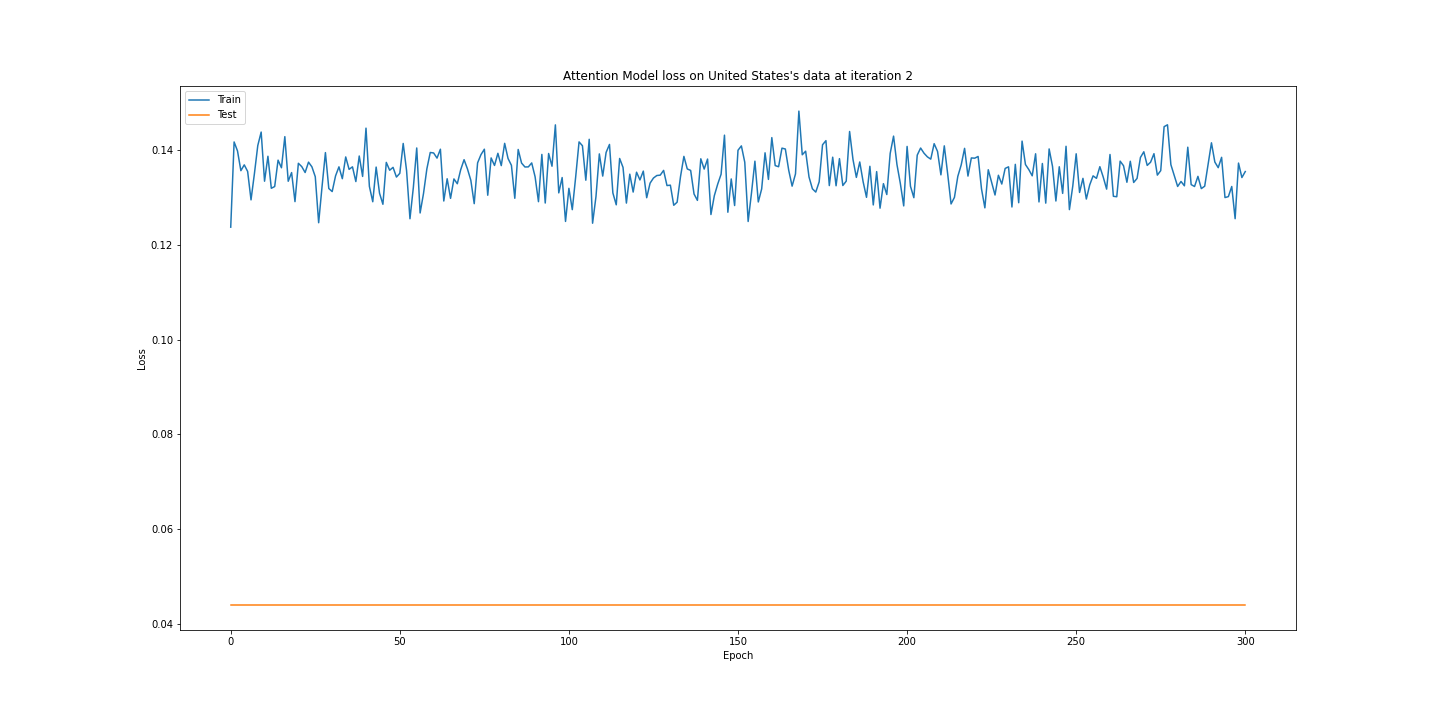 Attention Model loss on United States's data at iteration 2
Train
Test
0.14
0.12
0.10
0.08
0.06
0.04
Loss
0 50 100 150 200 250 300
Epoch